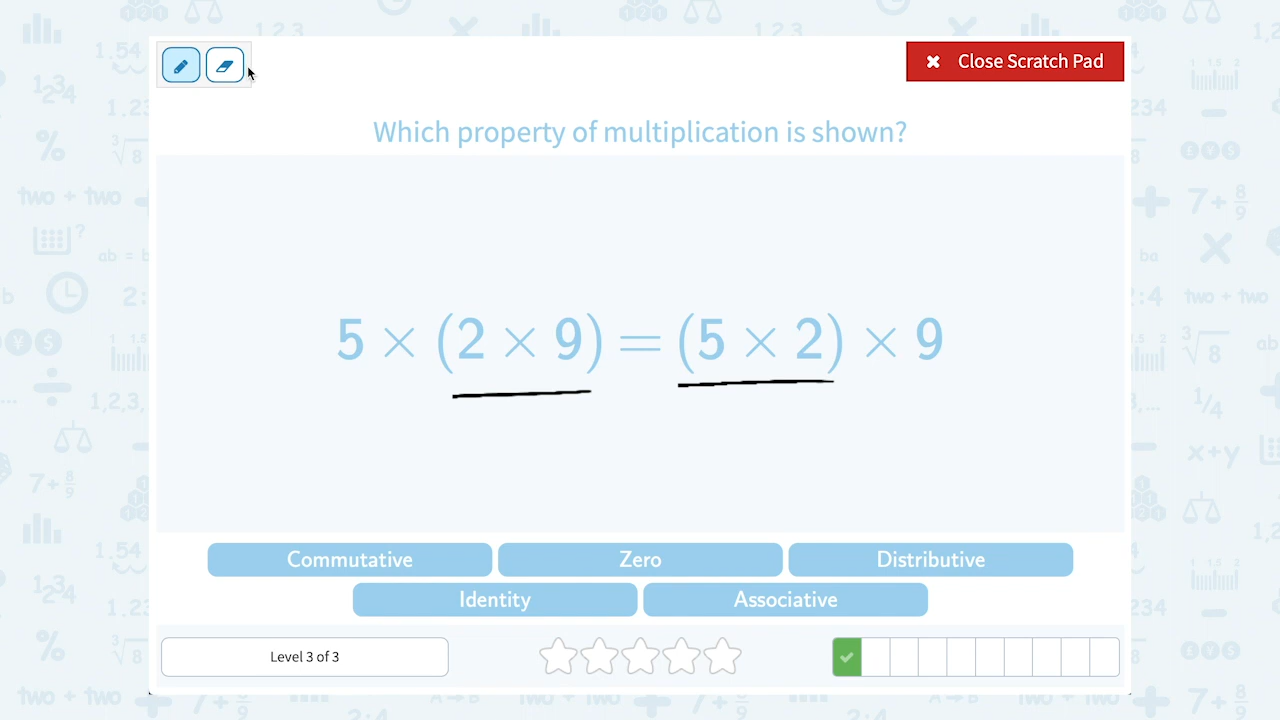 Close Scratch Pad
Which property of multiplication is shown?
5 × (2 × 9) = (5 × 2) × 9
Commutative
Zero
Distributive
Identity
Associative
Level 3 of 3